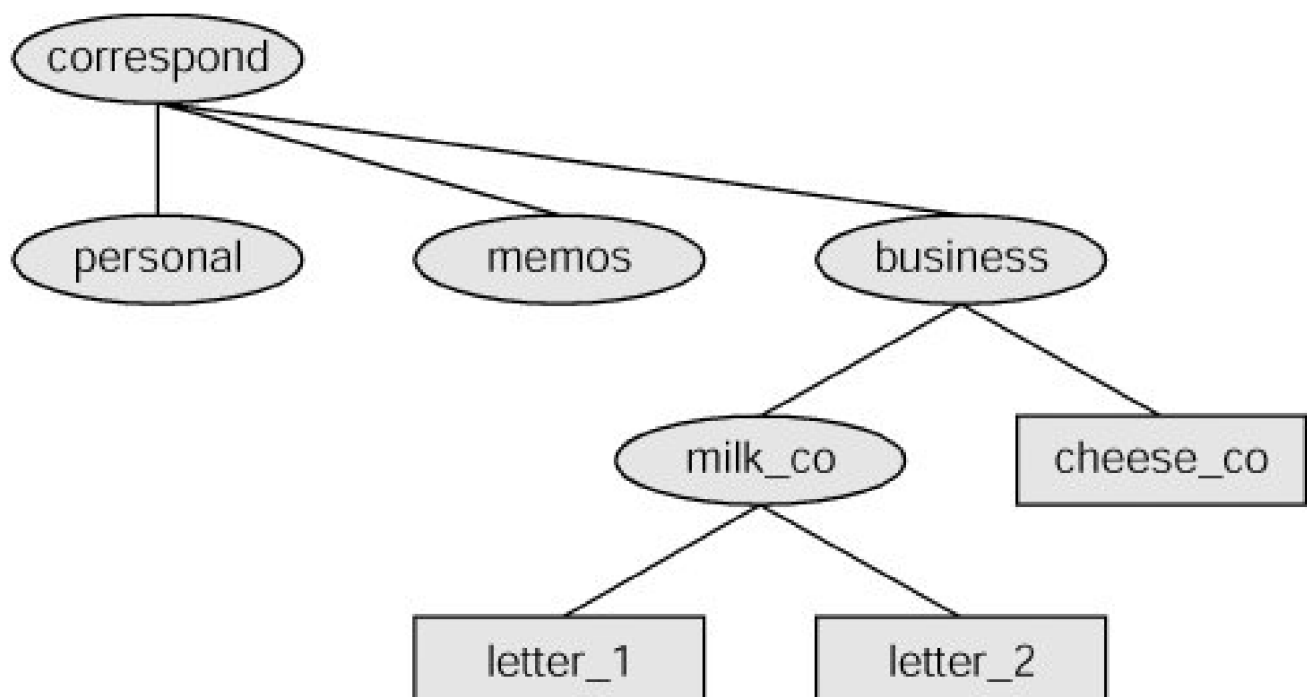 correspond
personal
memos
business
milk_co
cheese_co
letter_1
letter_2